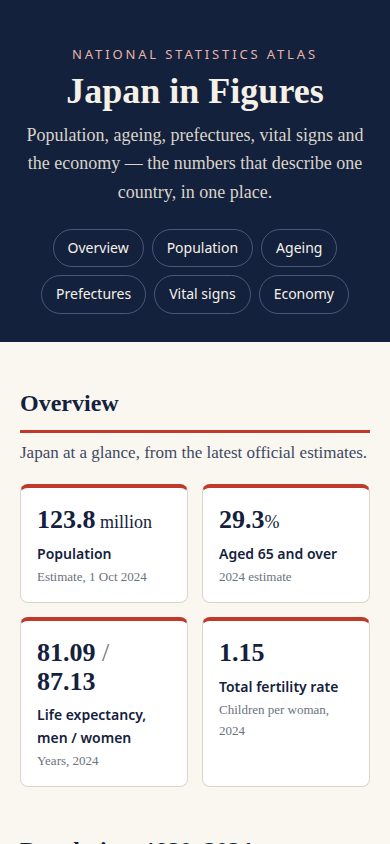 NATIONAL STATISTICS ATLAS
Japan in Figures
Population, ageing, prefectures, vital signs and
the economy — the numbers that describe one
country, in one place.
Overview
Population
Ageing
Prefectures
Vital signs
Economy
Overview
Japan at a glance, from the latest official estimates.
123.8 million
Population
Estimate, 1 Oct 2024
29.3%
Aged 65 and over
2024 estimate
81.09 /
87.13
Life expectancy,
men / women
Years, 2024
1.15
Total fertility rate
Children per woman,
2024